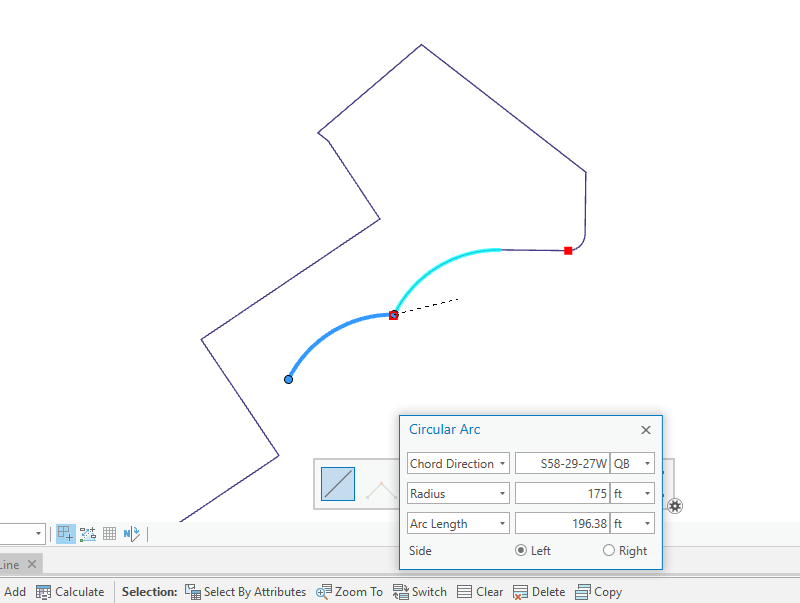 Circular Arc
Chord Direction S58-29-27W QB
Radius 175 ft
Arc Length 196.38 ft
Side Left Right
N
Line
Add Calculate Selection: Select By Attributes Zoom To Switch Clear Delete Copy